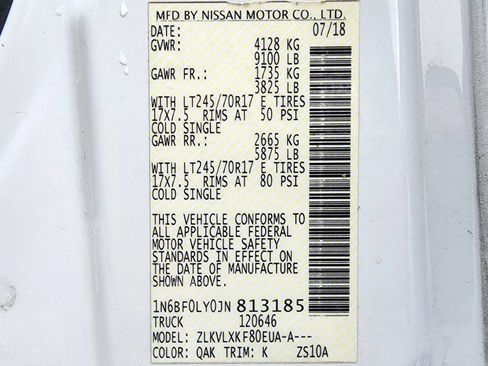 MFD BY NISSAN MOTOR CO., LTD.
DATE: 07/18
GVWR: 4128 KG
9100 LB
GAWR FR.: 1735 KG
3825 LB
WITH LT245/70R17 E TIRES
17X7.5 RIMS AT 50 PSI
COLD SINGLE
GAWR RR.: 2665 KG
5875 LB
WITH LT245/70R17 E TIRES
17X7.5 RIMS AT 80 PSI
COLD SINGLE
THIS VEHICLE CONFORMS TO
ALL APPLICABLE FEDERAL
MOTOR VEHICLE SAFETY
STANDARDS IN EFFECT ON
THE DATE OF MANUFACTURE
SHOWN ABOVE.
1N6BF0LY0JN 813185
TRUCK 120646
MODEL: ZLKVLXKF80EUA-A---
COLOR: QAK TRIM: K ZS10A